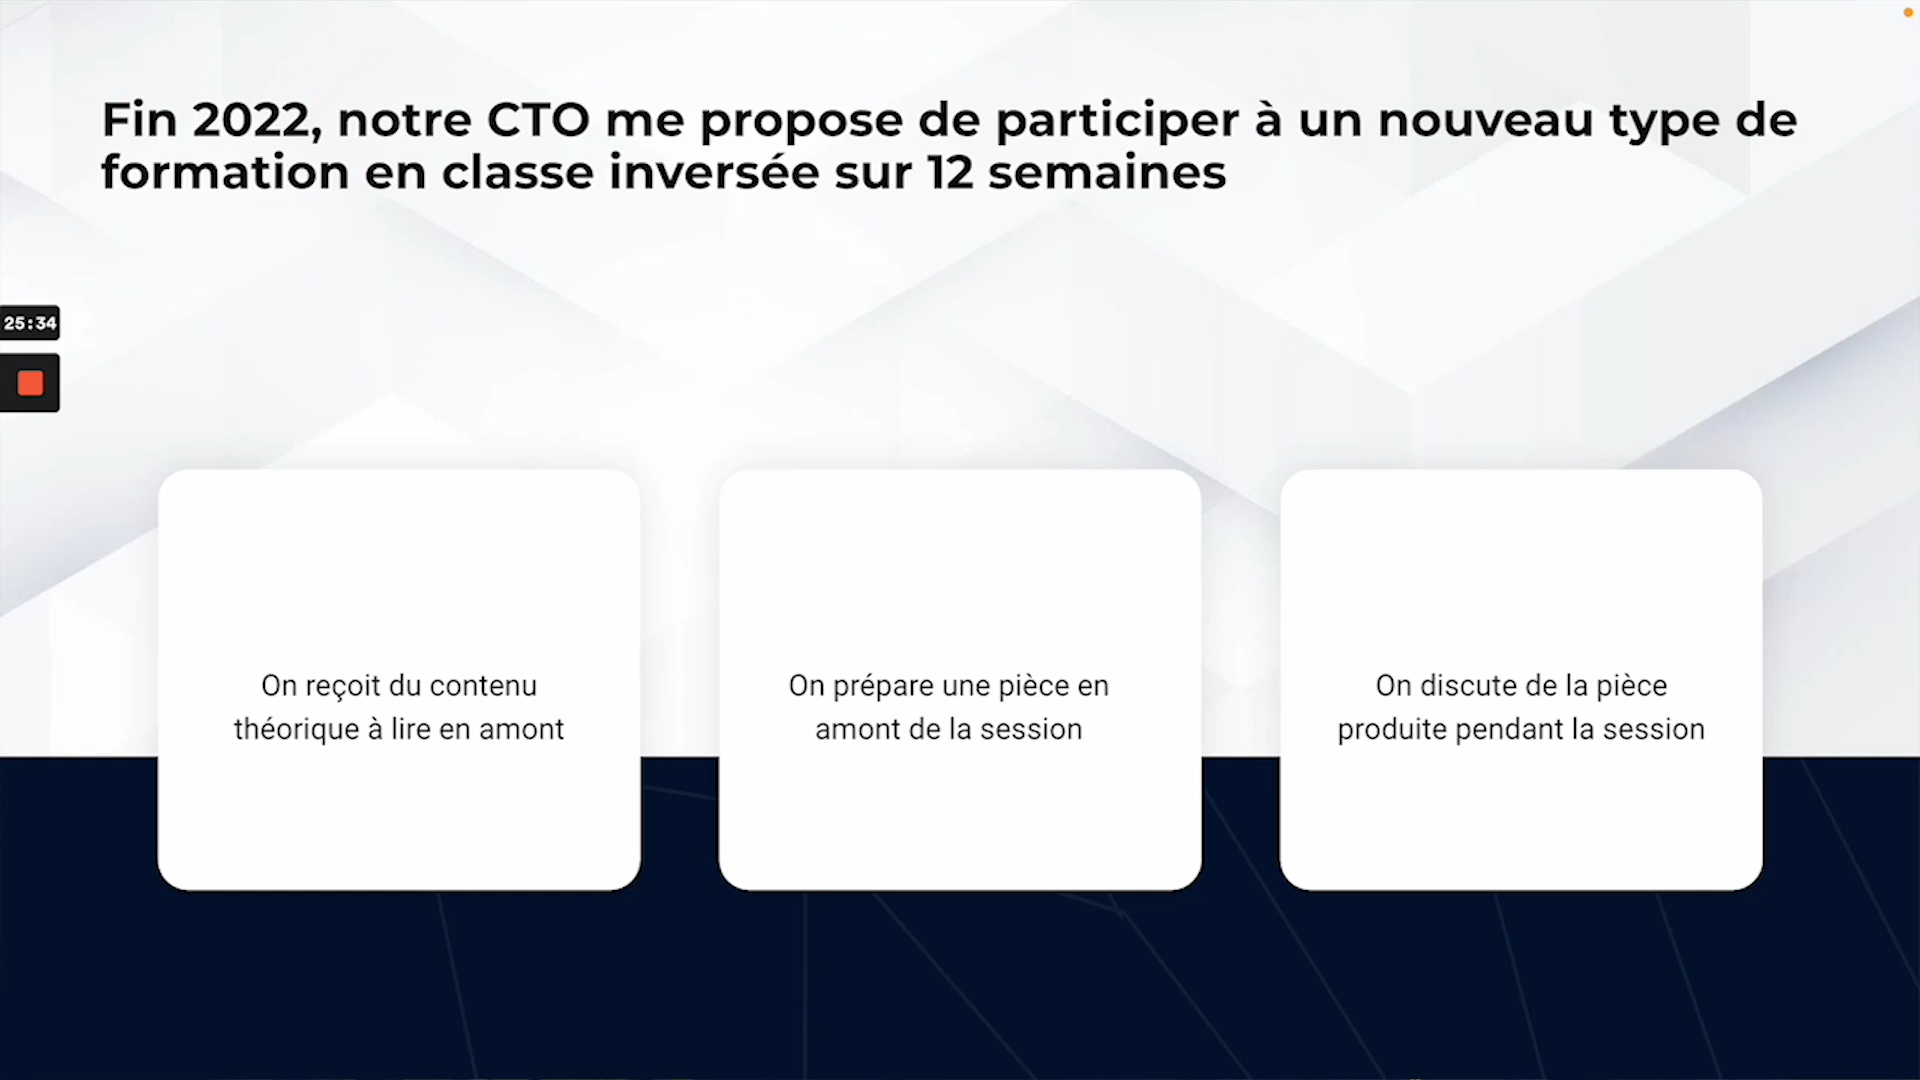 Fin 2022, notre CTO me propose de participer à un nouveau type de
formation en classe inversée sur 12 semaines
25:34
On reçoit du contenu
théorique à lire en amont
On prépare une pièce en
amont de la session
On discute de la pièce
produite pendant la session